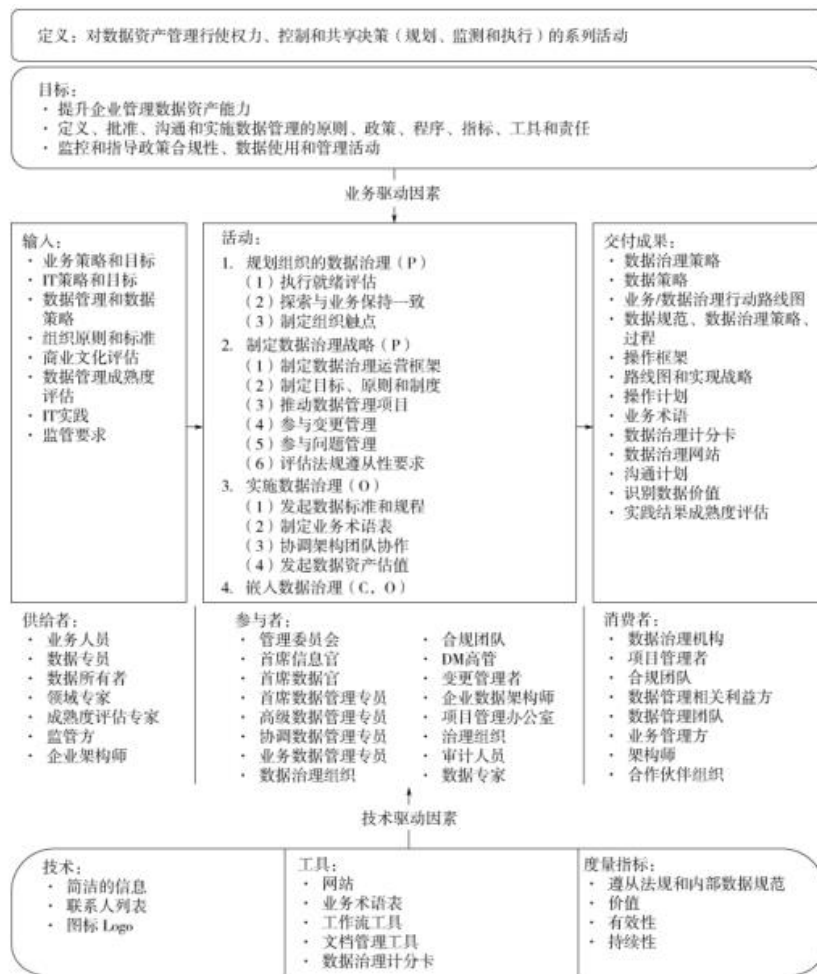 定义：对数据资产管理行使权力、控制和共享决策（规划、监测和执行）的系列活动
目标：
· 提升企业管理数据资产能力
· 定义、批准、沟通和实施数据管理的原则、政策、程序、指标、工具和责任
· 监控和指导政策合规性、数据使用和管理活动
业务驱动因素
输入：
· 业务策略和目标
· IT策略和目标
· 数据管理和数据
策略
· 组织原则和标准
· 商业文化评估
· 数据管理成熟度
评估
· IT实践
· 监管要求
活动：
1. 规划组织的数据治理（P）
（1）执行就绪评估
（2）探索与业务保持一致
（3）制定组织触点
2. 制定数据治理战略（P）
（1）制定数据治理运营框架
（2）制定目标、原则和制度
（3）推动数据管理项目
（4）参与变更管理
（5）参与问题管理
（6）评估法规遵从性要求
3. 实施数据治理（O）
（1）发起数据标准和规程
（2）制定业务术语表
（3）协调架构团队协作
（4）发起数据资产估值
4. 嵌入数据治理（C，O）
交付成果：
· 数据治理策略
· 数据策略
· 业务/数据治理行动路线图
· 数据规范、数据治理策略、
过程
· 操作框架
· 路线图和实现战略
· 操作计划
· 业务术语
· 数据治理计分卡
· 数据治理网站
· 沟通计划
· 识别数据价值
· 实践结果成熟度评估
供给者：
· 业务人员
· 数据专员
· 数据所有者
· 领域专家
· 成熟度评估专家
· 监管方
· 企业架构师
参与者：
· 管理委员会
· 首席信息官
· 首席数据官
· 首席数据管理专员
· 高级数据管理专员
· 协调数据管理专员
· 业务数据管理专员
· 数据治理组织
· 合规团队
· DM高管
· 变更管理者
· 企业数据架构师
· 项目管理办公室
· 治理组织
· 审计人员
· 数据专家
消费者：
· 数据治理机构
· 项目管理者
· 合规团队
· 数据管理相关利益方
· 数据管理团队
· 业务管理方
· 架构师
· 合作伙伴组织
技术驱动因素
技术：
· 简洁的信息
· 联系人列表
· 图标 Logo
工具：
· 网站
· 业务术语表
· 工作流工具
· 文档管理工具
· 数据治理计分卡
度量指标：
· 遵从法规和内部数据规范
· 价值
· 有效性
· 持续性